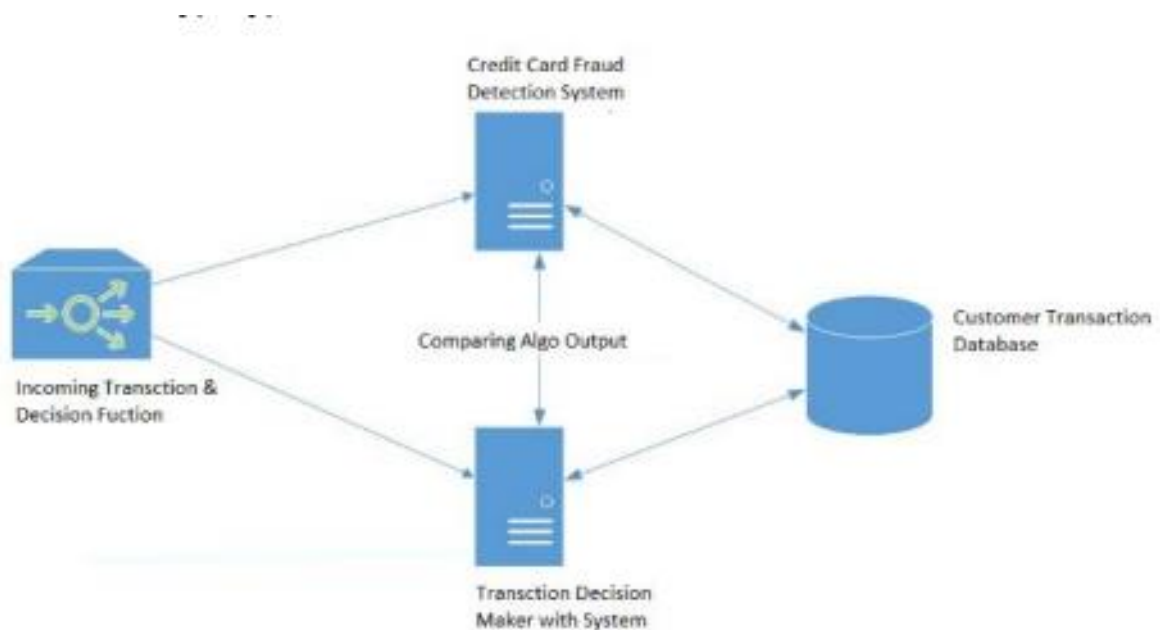 Credit Card Fraud
Detection System
Comparing Algo Output
Customer Transaction
Database
Incoming Transction &
Decision Fuction
Transction Decision
Maker with System